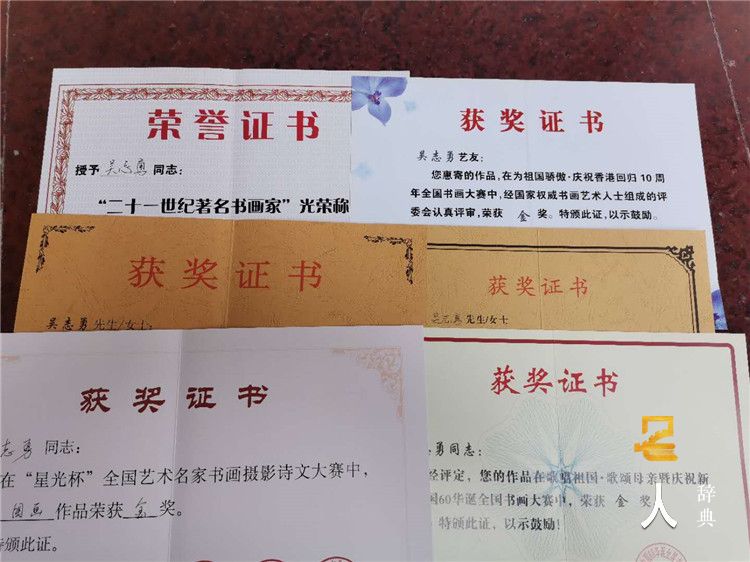 荣誉证书
授予 吴志勇 同志:
“二十一世纪著名书画家”光荣称
获奖证书
吴志勇艺友:
您惠寄的作品,在为祖国骄傲·庆祝香港回归10周
年全国书画大赛中,经国家权威书画艺术人士组成的评
委会认真评审,荣获 金 奖。特颁此证,以示鼓励。
获奖证书
吴志勇 先生/女士:
获奖证书
吴志勇 先生/女士
获奖证书
志勇 同志:
在“星光杯”全国艺术名家书画摄影诗文大赛中,
国画 作品荣获 金 奖。
特颁此证。
获奖证书
勇同志:
经评定,您的作品在歌唱祖国·歌颂母亲暨庆祝新
国60华诞全国书画大赛中,荣获 金 奖
特颁此证,以示鼓励!
人
辞典